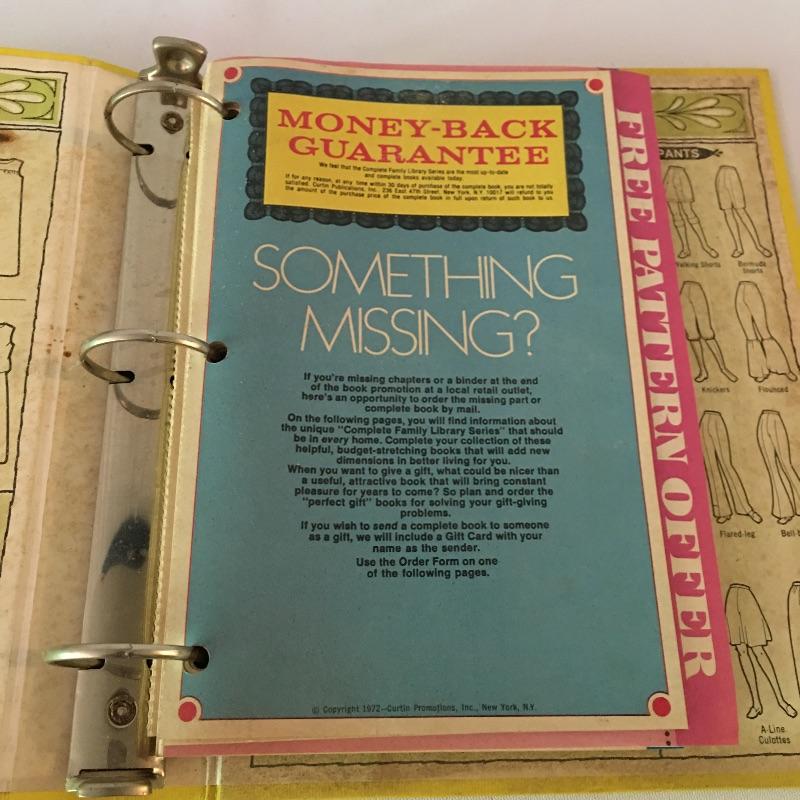 MONEY-BACK
GUARANTEE
We feel that the Complete Family Library Series are the most up-to-date
and complete books available today.
If for any reason, at any time within 30 days of purchase of the complete book, you are not totally
satisfied, Curtin Publications, Inc. 236 East 47th Street, New York, N.Y. 10017 will refund to you
the amount of the purchase price of the complete book in full upon return of such book to us
SOMETHING
MISSING?
If you're missing chapters or a binder at the end
of the book promotion at a local retail outlet,
here's an opportunity to order the missing part or
complete book by mail.
On the following pages, you will find information about
the unique "Complete Family Library Series" that should
be in every home. Complete your collection of these
helpful, budget-stretching books that will add new
dimensions in better living for you.
When you want to give a gift, what could be nicer than
a useful, attractive book that will bring constant
pleasure for years to come? So plan and order the
"perfect gift" books for solving your gift-giving
problems.
If you wish to send a complete book to someone
as a gift, we will include a Gift Card with your
name as the sender.
Use the Order Form on one
of the following pages.
© Copyright 1972—Curtin Promotions, Inc., New York, N.Y.
FREE PATTERN OFFER
PANTS
Walking Shorts
Bermuda
Shorts
Knickers
Flounced
Flared-leg
Bell-b
A-Line
Culottes